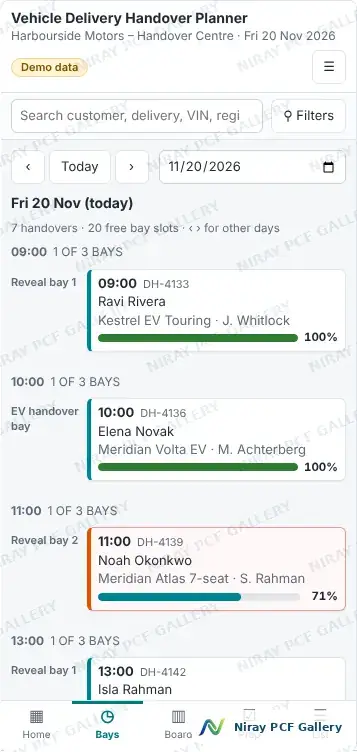 Vehicle Delivery Handover Planner
Harbourside Motors – Handover Centre · Fri 20 Nov 2026
Demo data
Search customer, delivery, VIN, regi
Filters
‹ Today › 11/20/2026
Fri 20 Nov (today)
7 handovers · 20 free bay slots · ‹ › for other days
09:00 1 OF 3 BAYS
Reveal bay 1
09:00 DH-4133
Ravi Rivera
Kestrel EV Touring · J. Whitlock
100%
10:00 1 OF 3 BAYS
EV handover
bay
10:00 DH-4136
Elena Novak
Meridian Volta EV · M. Achterberg
100%
11:00 1 OF 3 BAYS
Reveal bay 2
11:00 DH-4139
Noah Okonkwo
Meridian Atlas 7-seat · S. Rahman
71%
13:00 1 OF 3 BAYS
Reveal bay 1
13:00 DH-4142
Isla Rahman
Home
Bays
Board
Niray PCF Gallery
NIRAY PCF GALLERY